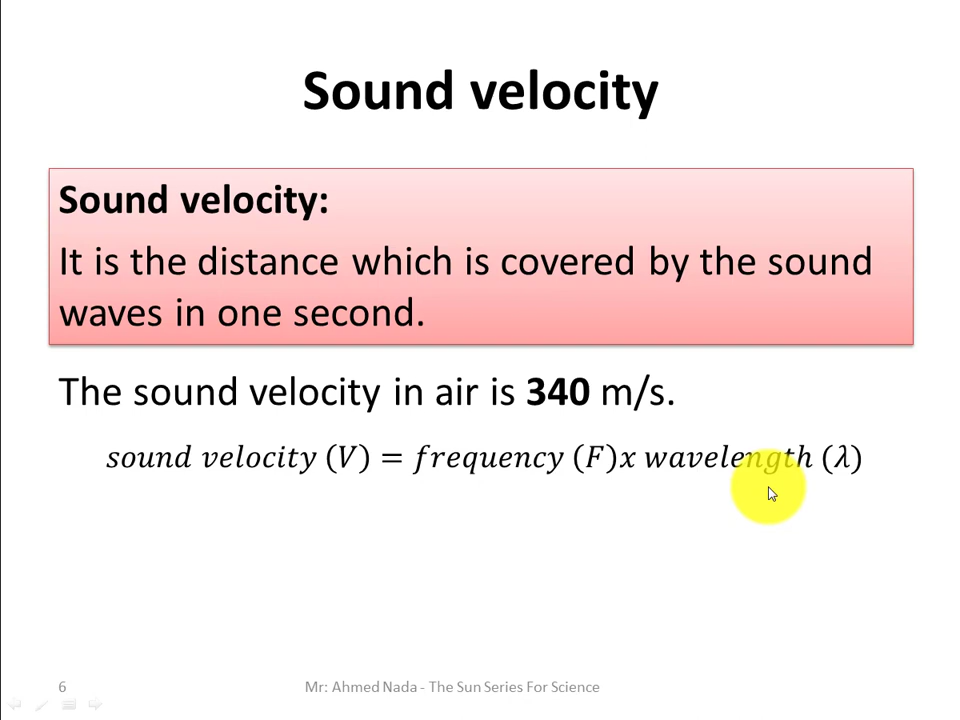 Sound velocity
Sound velocity:
It is the distance which is covered by the sound
waves in one second.
The sound velocity in air is 340 m/s.
sound velocity (V) = frequency (F)x wavelength (λ)
6
Mr: Ahmed Nada - The Sun Series For Science